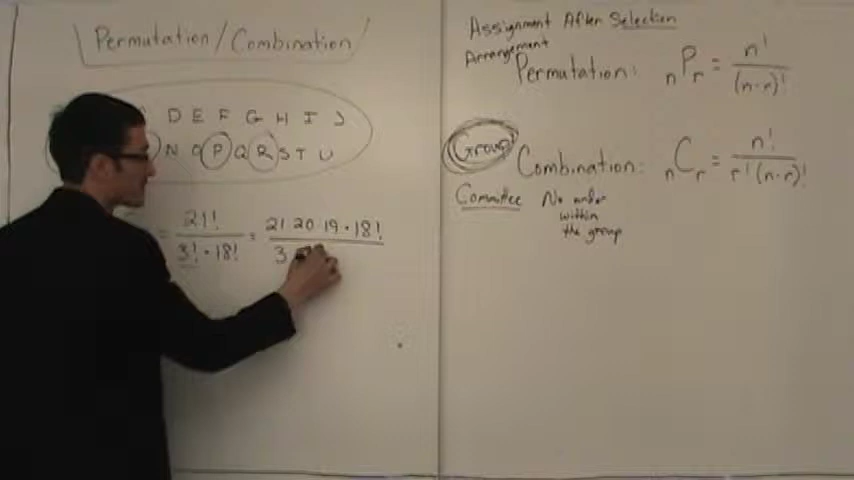 Permutation/Combination
D E F G H I J
N O P Q R S T U
= 21! / 3! · 18! = 21 20 19 · 18! / 3
Assignment After Selection
Arrangement
Permutation: nPr = n! / (n-r)!
Group
Combination: nCr = n! / r! (n-r)!
Committee No order
within
the group